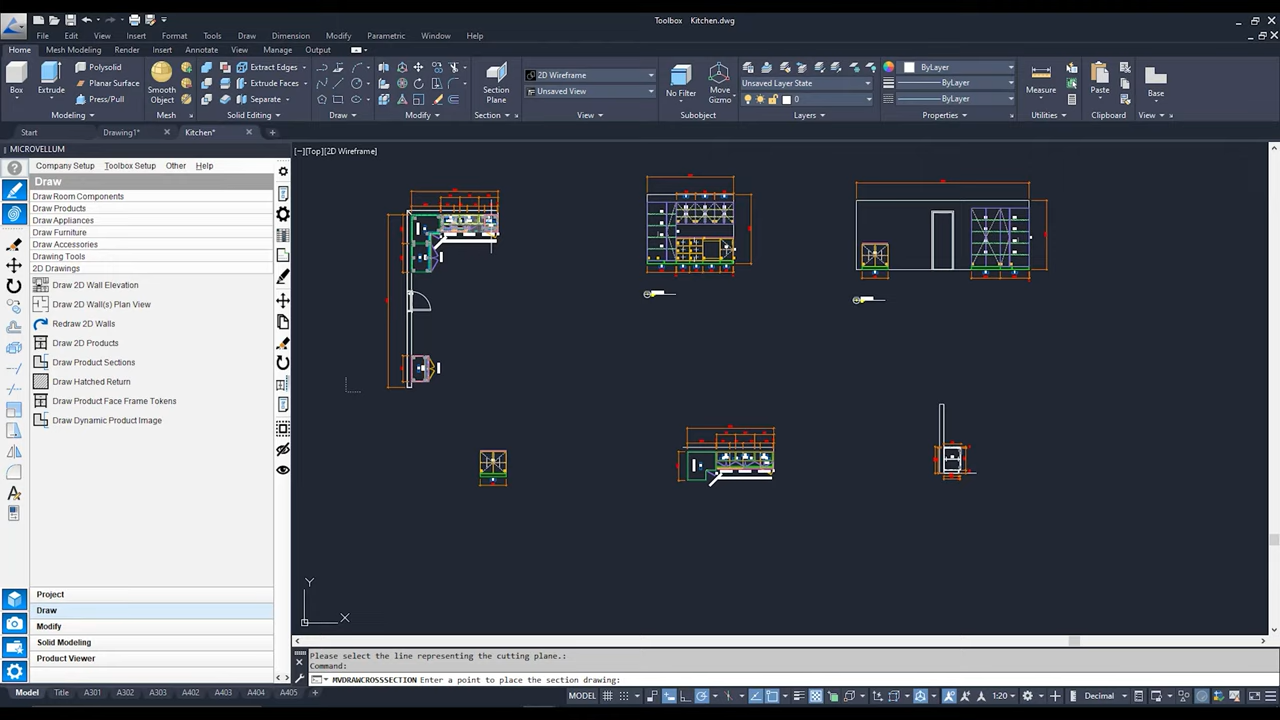 Toolbox Kitchen.dwg
File Edit View Insert Format Tools Draw Dimension Modify Parametric Window Help
Home Mesh Modeling Render Insert Annotate View Manage Output
Box
Extrude
Polysolid
Planar Surface
Press/Pull
Modeling
Smooth
Object
Mesh
Extract Edges
Extrude Faces
Separate
Solid Editing
Draw
Modify
Section
Plane
Section
2D Wireframe
Unsaved View
View
No Filter
Move
Gizmo
Unsaved Layer State
0
Layers
ByLayer
ByLayer
ByLayer
Properties
Measure
Utilities
Paste
Clipboard
Base
View
Start Drawing1* Kitchen*
MICROVELLUM
Company Setup Toolbox Setup Other Help
Draw
Draw Room Components
Draw Products
Draw Appliances
Draw Furniture
Draw Accessories
Drawing Tools
2D Drawings
Draw 2D Wall Elevation
Draw 2D Wall(s) Plan View
Redraw 2D Walls
Draw 2D Products
Draw Product Sections
Draw Hatched Return
Draw Product Face Frame Tokens
Draw Dynamic Product Image
Project
Draw
Modify
Solid Modeling
Product Viewer
[−][Top][2D Wireframe]
Y
X
Please select the line representing the cutting plane.:
Command:
MVDRAWCROSSSECTION Enter a point to place the section drawing:
Model Title A301 A302 A303 A402 A403 A404 A405
MODEL 1:20 Decimal